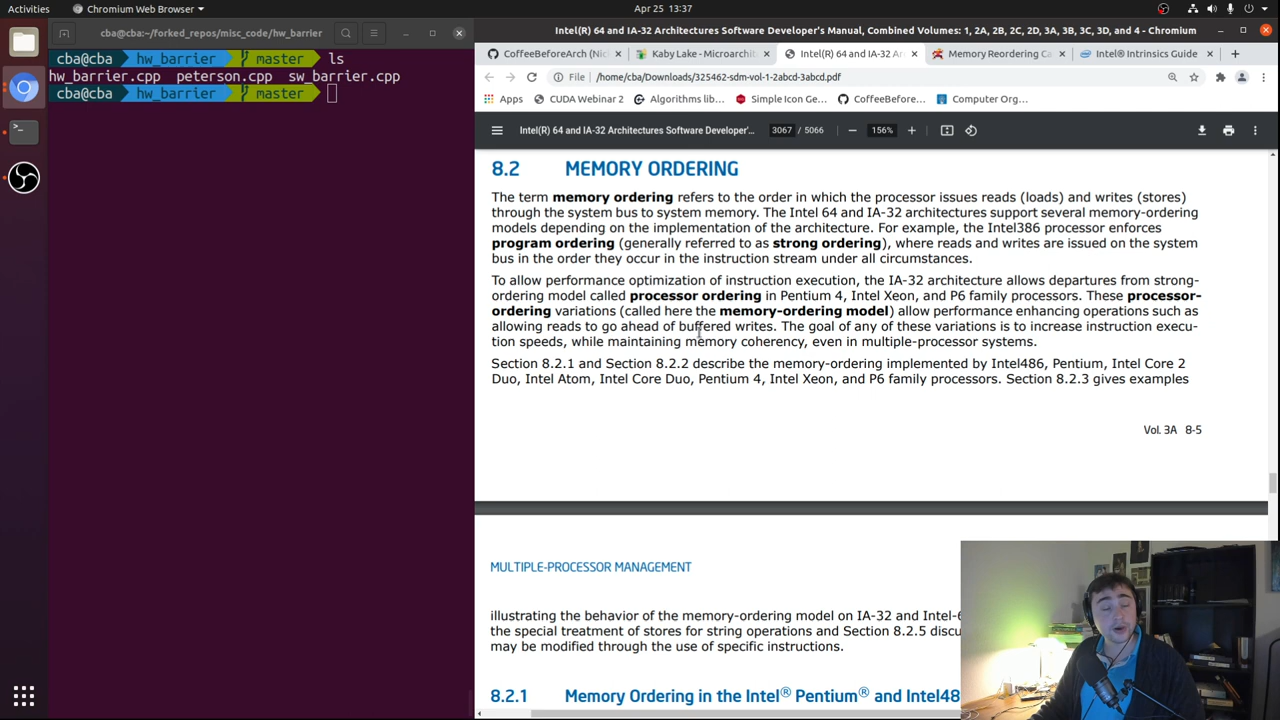 Activities
Chromium Web Browser
Apr 25 13:37
cba@cba:~/forked_repos/misc_code/hw_barrier
cba@cba hw_barrier master ls
hw_barrier.cpp peterson.cpp sw_barrier.cpp
cba@cba hw_barrier master
Intel(R) 64 and IA-32 Architectures Software Developer's Manual, Combined Volumes: 1, 2A, 2B, 2C, 2D, 3A, 3B, 3C, 3D, and 4 - Chromium
CoffeeBeforeArch (Nic
Kaby Lake - Microarchit
Intel(R) 64 and IA-32 Ar
Memory Reordering Ca
Intel® Intrinsics Guide
File /home/cba/Downloads/325462-sdm-vol-1-2abcd-3abcd.pdf
Apps CUDA Webinar 2 Algorithms lib... Simple Icon Ge... CoffeeBefore... Computer Org...
Intel(R) 64 and IA-32 Architectures Software Developer'... 3067 / 5066 156%
8.2 MEMORY ORDERING
The term memory ordering refers to the order in which the processor issues reads (loads) and writes (stores)
through the system bus to system memory. The Intel 64 and IA-32 architectures support several memory-ordering
models depending on the implementation of the architecture. For example, the Intel386 processor enforces
program ordering (generally referred to as strong ordering), where reads and writes are issued on the system
bus in the order they occur in the instruction stream under all circumstances.
To allow performance optimization of instruction execution, the IA-32 architecture allows departures from strong-
ordering model called processor ordering in Pentium 4, Intel Xeon, and P6 family processors. These processor-
ordering variations (called here the memory-ordering model) allow performance enhancing operations such as
allowing reads to go ahead of buffered writes. The goal of any of these variations is to increase instruction execu-
tion speeds, while maintaining memory coherency, even in multiple-processor systems.
Section 8.2.1 and Section 8.2.2 describe the memory-ordering implemented by Intel486, Pentium, Intel Core 2
Duo, Intel Atom, Intel Core Duo, Pentium 4, Intel Xeon, and P6 family processors. Section 8.2.3 gives examples
Vol. 3A 8-5
MULTIPLE-PROCESSOR MANAGEMENT
illustrating the behavior of the memory-ordering model on IA-32 and Intel-6
the special treatment of stores for string operations and Section 8.2.5 discu
may be modified through the use of specific instructions.
8.2.1 Memory Ordering in the Intel® Pentium® and Intel48